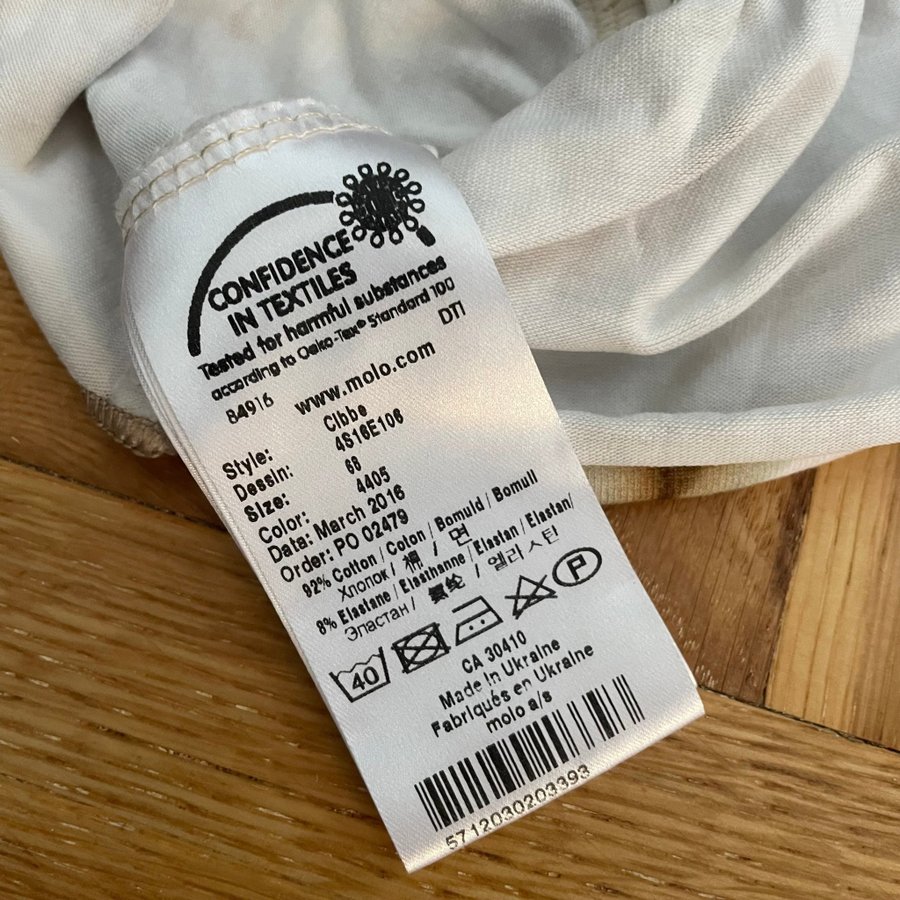 CONFIDENCE
IN TEXTILES
Tested for harmful substances
according to Oeko-Tex® Standard 100
84916 DTI
www.molo.com
Style: Cibbe
Dessin: 4S16E106
Size: 68
Color: 4405
Data: March 2016
Order: PO 02479
92% Cotton / Coton / Bomuld / Bomull
Хлопок / 棉 / 면
8% Elastane / Elasthanne / Elastan / Elastan /
Эластан / 氨纶 / 엘리스틴
40 P
CA 30410
Made in Ukraine
Fabriqués en Ukraine
molo a/s
5712030203393